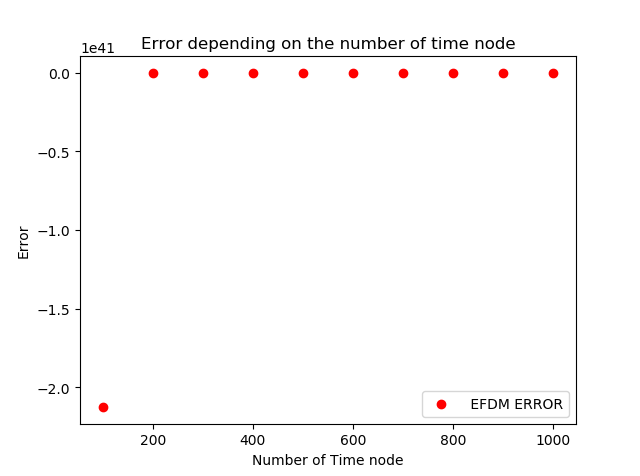 Error depending on the number of time node
1e41
0.0
−0.5
−1.0
−1.5
−2.0
Error
EFDM ERROR
200 400 600 800 1000
Number of Time node